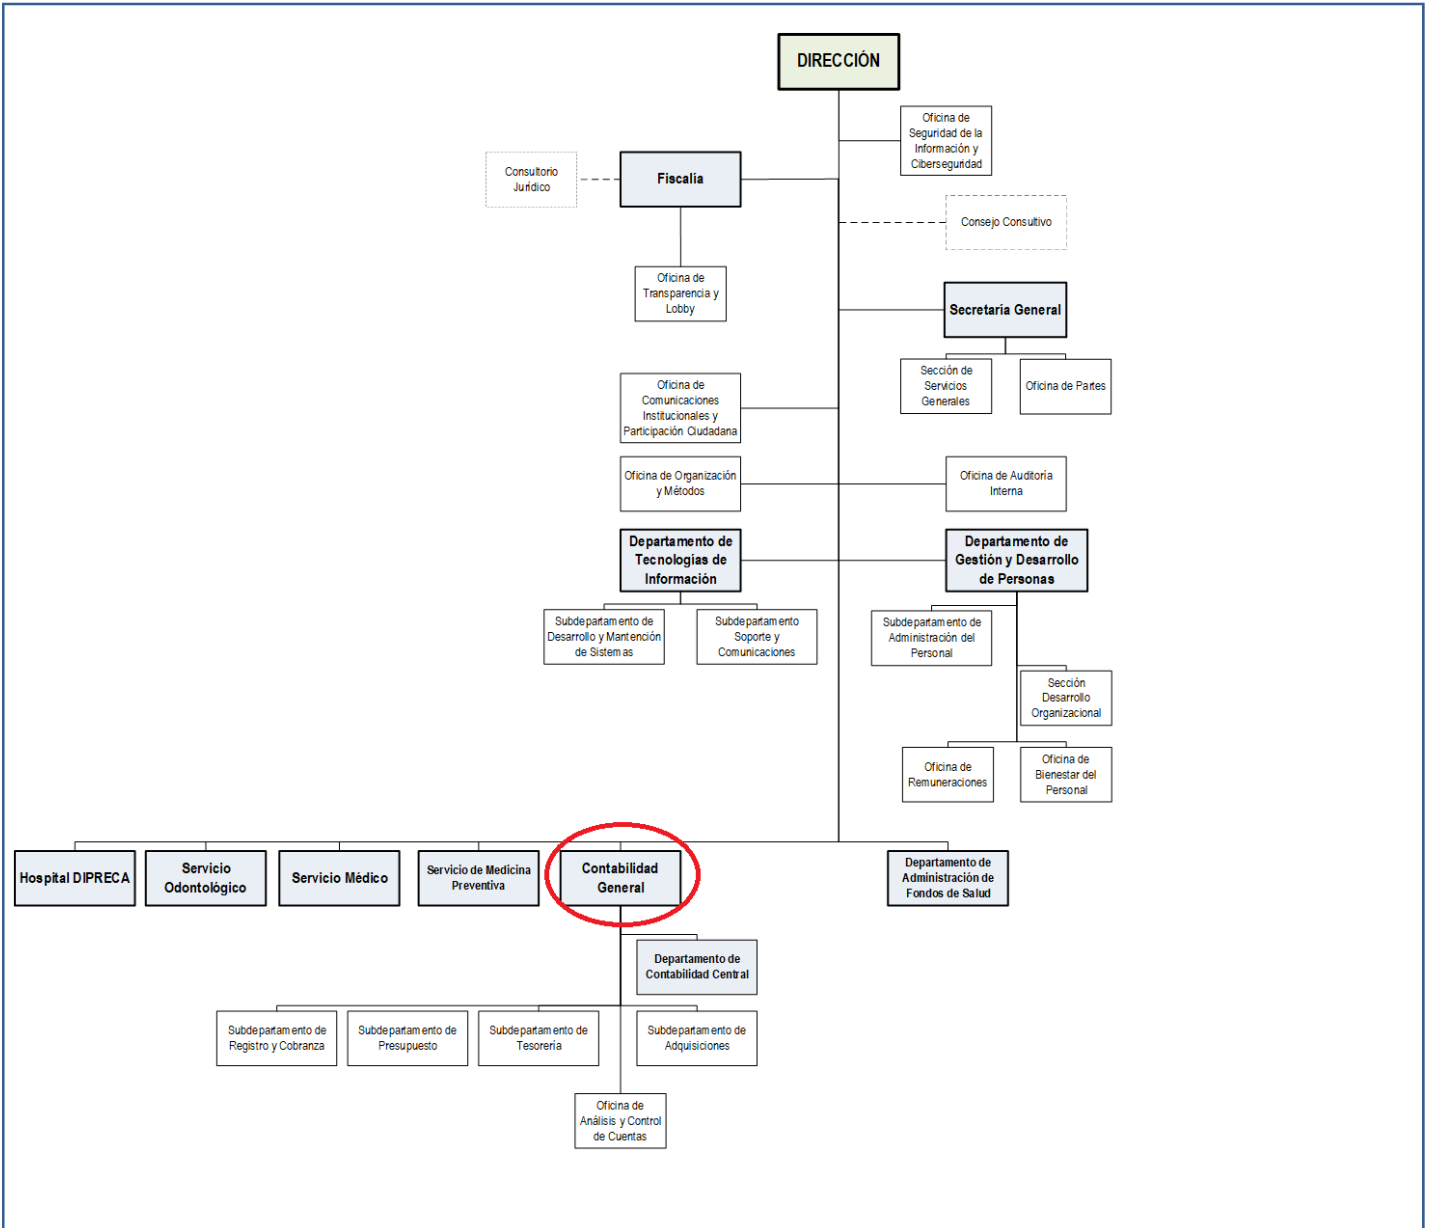 DIRECCIÓN
Oficina de
Seguridad de la
Información y
Ciberseguridad
Consultorio
Jurídico
Fiscalía
Consejo Consultivo
Oficina de
Transparencia y
Lobby
Secretaría General
Sección de
Servicios
Generales
Oficina de Partes
Oficina de
Comunicaciones
Institucionales y
Participación Ciudadana
Oficina de Organización
y Métodos
Oficina de Auditoría
Interna
Departamento de
Tecnologías de
Información
Departamento de
Gestión y Desarrollo
de Personas
Subdepartamento de
Desarrollo y Mantención
de Sistemas
Subdepartamento
Soporte y
Comunicaciones
Subdepartamento de
Administración del
Personal
Sección
Desarrollo
Organizacional
Oficina de
Remuneraciones
Oficina de
Bienestar del
Personal
Hospital DIPRECA
Servicio
Odontológico
Servicio Médico
Servicio de Medicina
Preventiva
Contabilidad
General
Departamento de
Administración de
Fondos de Salud
Departamento de
Contabilidad Central
Subdepartamento de
Registro y Cobranza
Subdepartamento de
Presupuesto
Subdepartamento de
Tesorería
Subdepartamento de
Adquisiciones
Oficina de
Análisis y Control
de Cuentas